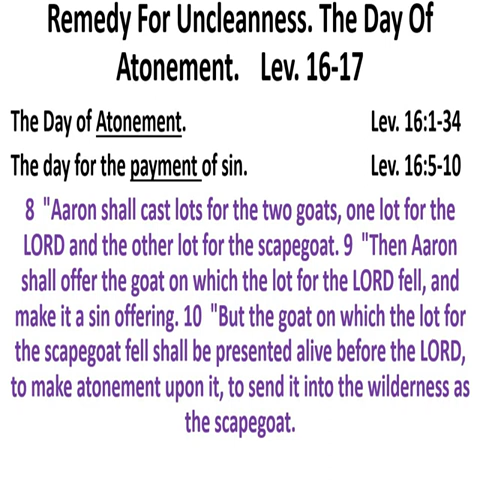 Remedy For Uncleanness. The Day Of
Atonement. Lev. 16-17
The Day of Atonement. Lev. 16:1-34
The day for the payment of sin. Lev. 16:5-10
8 "Aaron shall cast lots for the two goats, one lot for the
LORD and the other lot for the scapegoat. 9 "Then Aaron
shall offer the goat on which the lot for the LORD fell, and
make it a sin offering. 10 "But the goat on which the lot for
the scapegoat fell shall be presented alive before the LORD,
to make atonement upon it, to send it into the wilderness as
the scapegoat.